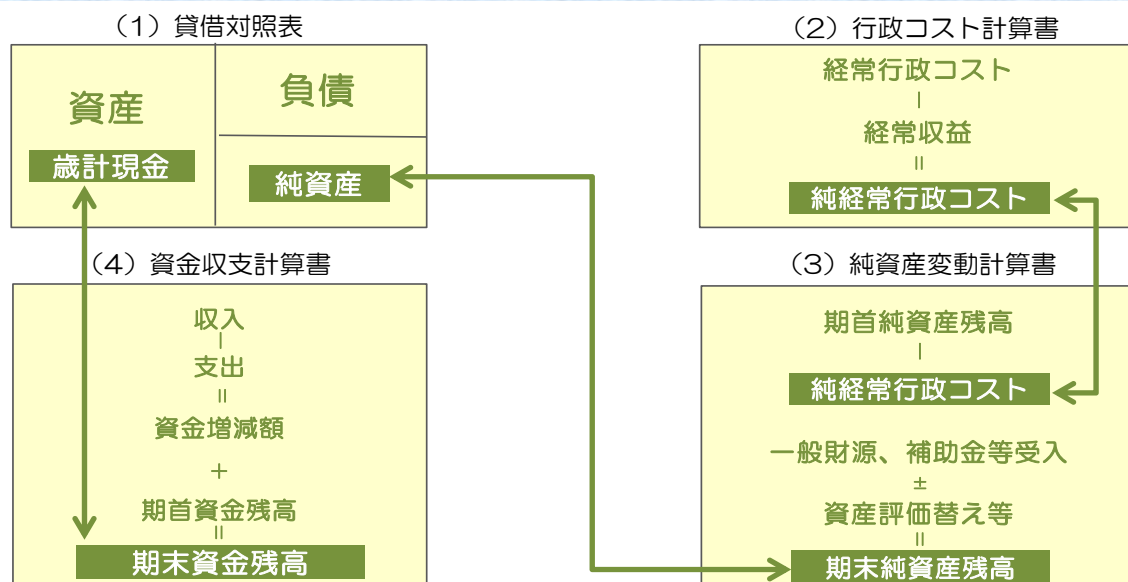 （1）貸借対照表
資産
歳計現金
負債
純資産
（2）行政コスト計算書
経常行政コスト
－
経常収益
＝
純経常行政コスト
（4）資金収支計算書
収入
－
支出
＝
資金増減額
＋
期首資金残高
＝
期末資金残高
（3）純資産変動計算書
期首純資産残高
－
純経常行政コスト
一般財源、補助金等受入
±
資産評価替え等
＝
期末純資産残高